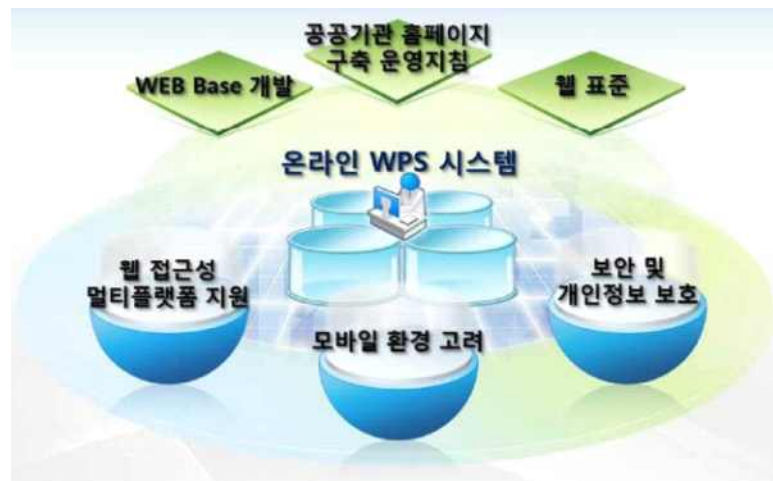 공공기관 홈페이지
구축 운영지침
WEB Base 개발
웹 표준
온라인 WPS 시스템
웹 접근성
멀티플랫폼 지원
보안 및
개인정보 보호
모바일 환경 고려